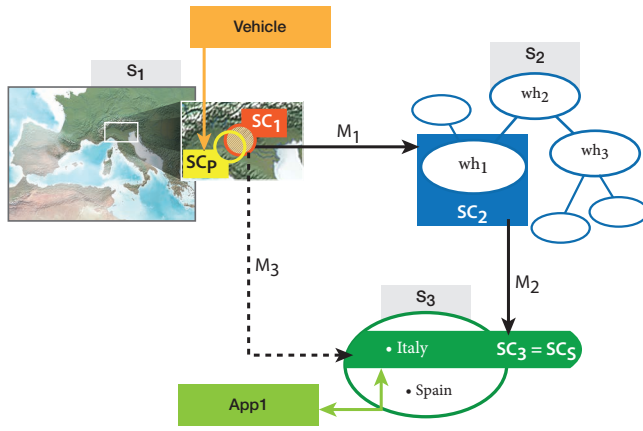 Vehicle
S1
S2
wh2
SC1
M1
SCP
wh1
wh3
SC2
M3
M2
S3
• Italy
SC3 = SCS
• Spain
App1